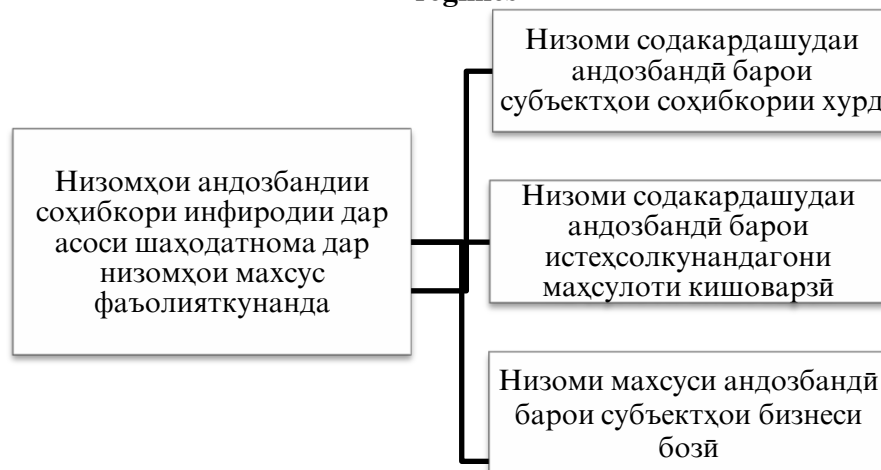 Низомҳои андозбандии
соҳибкори инфиродии дар
асоси шаҳодатнома дар
низомҳои махсус
фаъолияткунанда
Низоми содакардашудаи
андозбандӣ барои
субъектҳои соҳибкории хурд
Низоми содакардашудаи
андозбандӣ барои
истеҳсолкунандагони
маҳсулоти кишоварзӣ
Низоми махсуси андозбандӣ
барои субъектҳои бизнеси
бозӣ